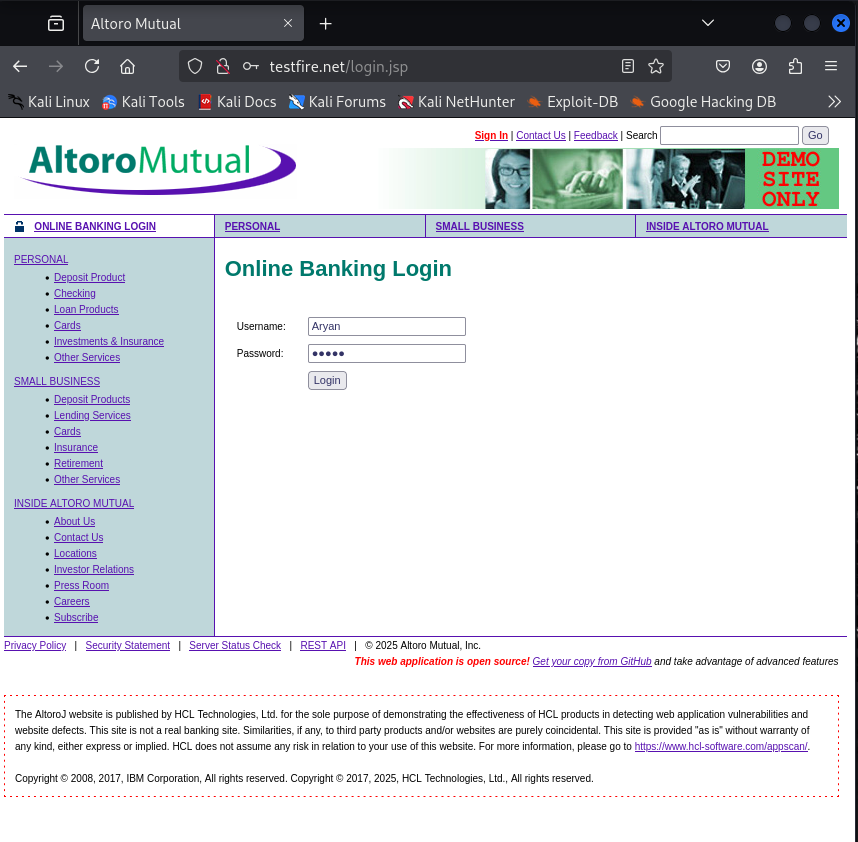 Altoro Mutual
testfire.net/login.jsp
Kali Linux Kali Tools Kali Docs Kali Forums Kali NetHunter Exploit-DB Google Hacking DB
Sign In | Contact Us | Feedback | Search Go
AltoroMutual
DEMO
SITE
ONLY
ONLINE BANKING LOGIN PERSONAL SMALL BUSINESS INSIDE ALTORO MUTUAL
PERSONAL
Deposit Product
Checking
Loan Products
Cards
Investments & Insurance
Other Services
SMALL BUSINESS
Deposit Products
Lending Services
Cards
Insurance
Retirement
Other Services
INSIDE ALTORO MUTUAL
About Us
Contact Us
Locations
Investor Relations
Press Room
Careers
Subscribe
Online Banking Login
Username: Aryan
Password: ●●●●●
Login
Privacy Policy | Security Statement | Server Status Check | REST API | © 2025 Altoro Mutual, Inc.
This web application is open source! Get your copy from GitHub and take advantage of advanced features
The AltoroJ website is published by HCL Technologies, Ltd. for the sole purpose of demonstrating the effectiveness of HCL products in detecting web application vulnerabilities and
website defects. This site is not a real banking site. Similarities, if any, to third party products and/or websites are purely coincidental. This site is provided "as is" without warranty of
any kind, either express or implied. HCL does not assume any risk in relation to your use of this website. For more information, please go to https://www.hcl-software.com/appscan/.
Copyright © 2008, 2017, IBM Corporation, All rights reserved. Copyright © 2017, 2025, HCL Technologies, Ltd., All rights reserved.